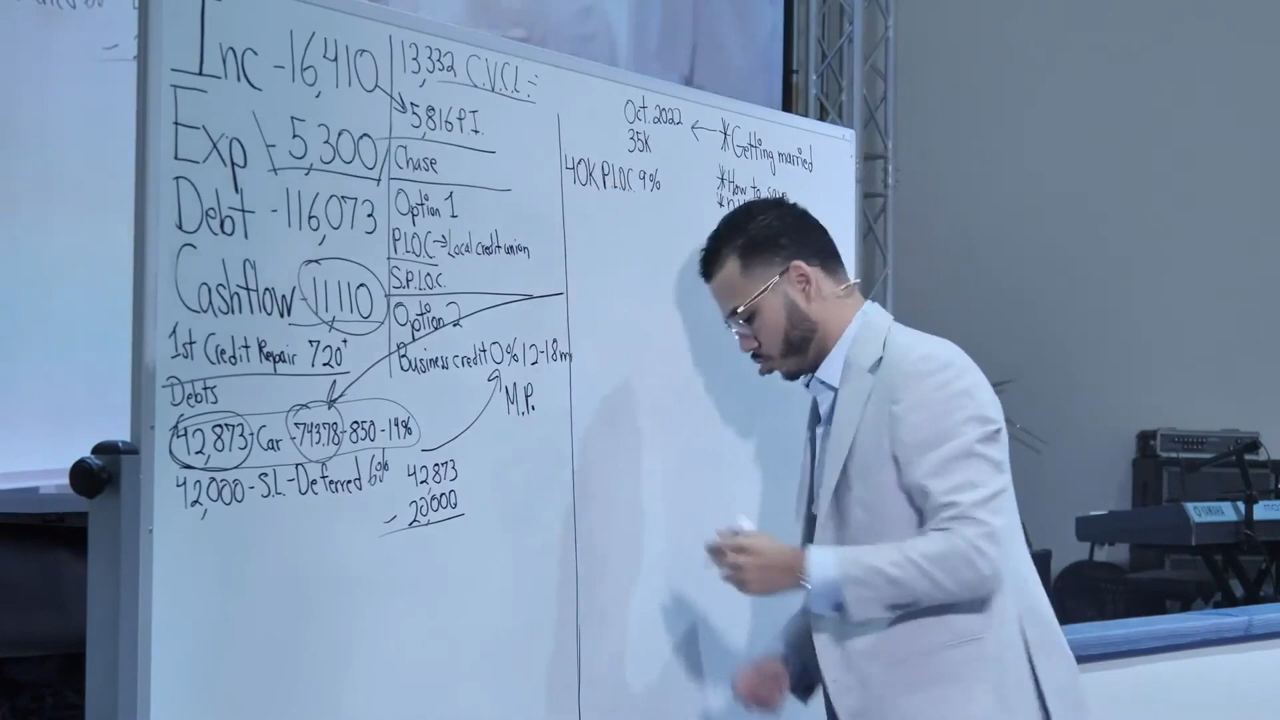 Inc -16,410
Exp - 5,300
Debt -116,073
Cashflow -11,110
1st Credit Repair 720+
Debts
42,873 - Car -743.78 - 850 - 14%
42,000 - S.L. - Deferred 6%
42,873
- 20,000
13,332 C.V.C.L. =
5,816 P.I.
Chase
Option 1
P.L.O.C → Local credit union
S.P.L.O.C.
Option 2
Business credit 0% 12-18m
M.P.
Oct. 2022
35K
40K P.L.O.C. 9%
* Getting married
* How to save
YAMAHA